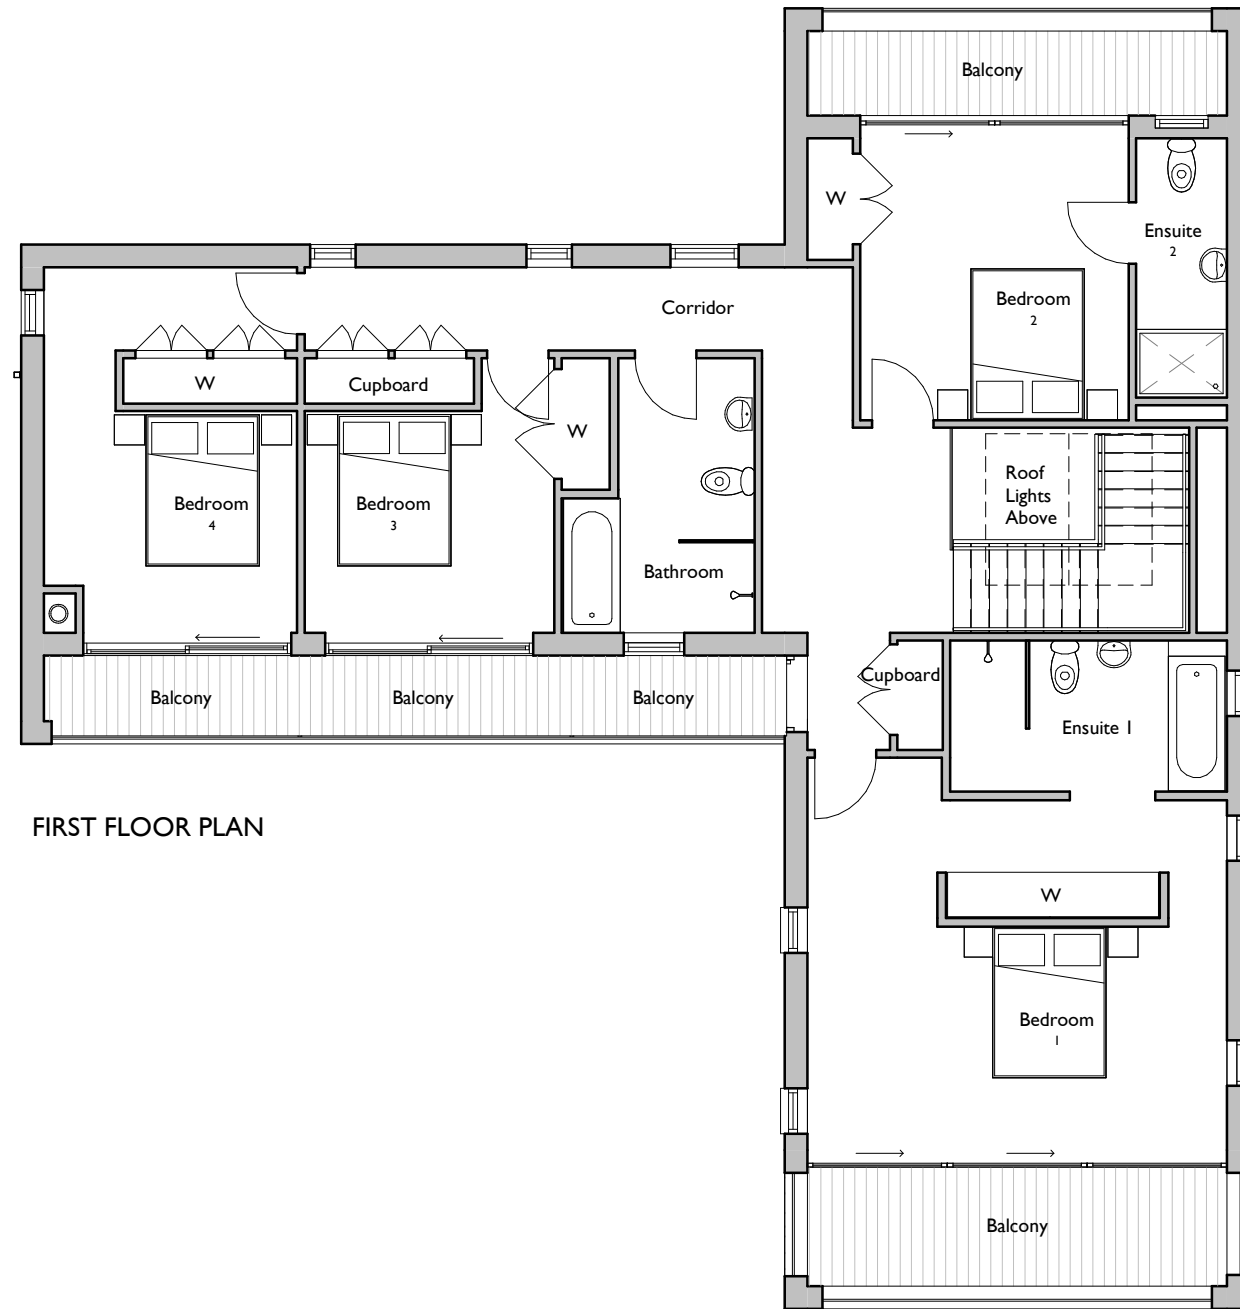 Balcony
W
Ensuite
2
Bedroom
2
Corridor
W
Cupboard
W
Roof
Lights
Above
Bedroom
4
Bedroom
3
Bathroom
Balcony
Balcony
Balcony
Cupboard
Ensuite 1
FIRST FLOOR PLAN
W
Bedroom
1
Balcony